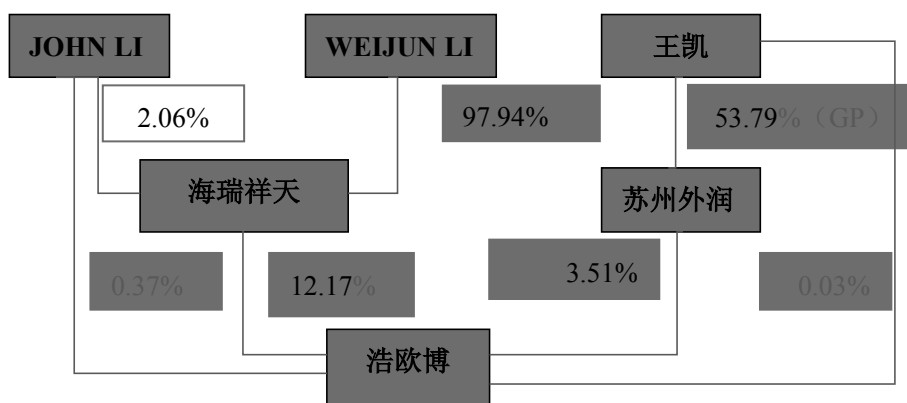 JOHN LI
WEIJUN LI
王凯
2.06%
97.94%
53.79%（GP）
海瑞祥天
苏州外润
0.37%
12.17%
3.51%
0.03%
浩欧博